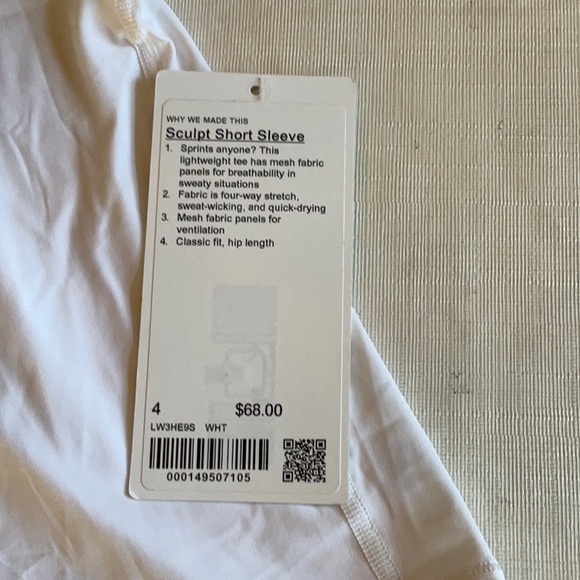 WHY WE MADE THIS
Sculpt Short Sleeve
1. Sprints anyone? This
lightweight tee has mesh fabric
panels for breathability in
sweaty situations
2. Fabric is four-way stretch,
sweat-wicking, and quick-drying
3. Mesh fabric panels for
ventilation
4. Classic fit, hip length
4 $68.00
LW3HE9S WHT
000149507105